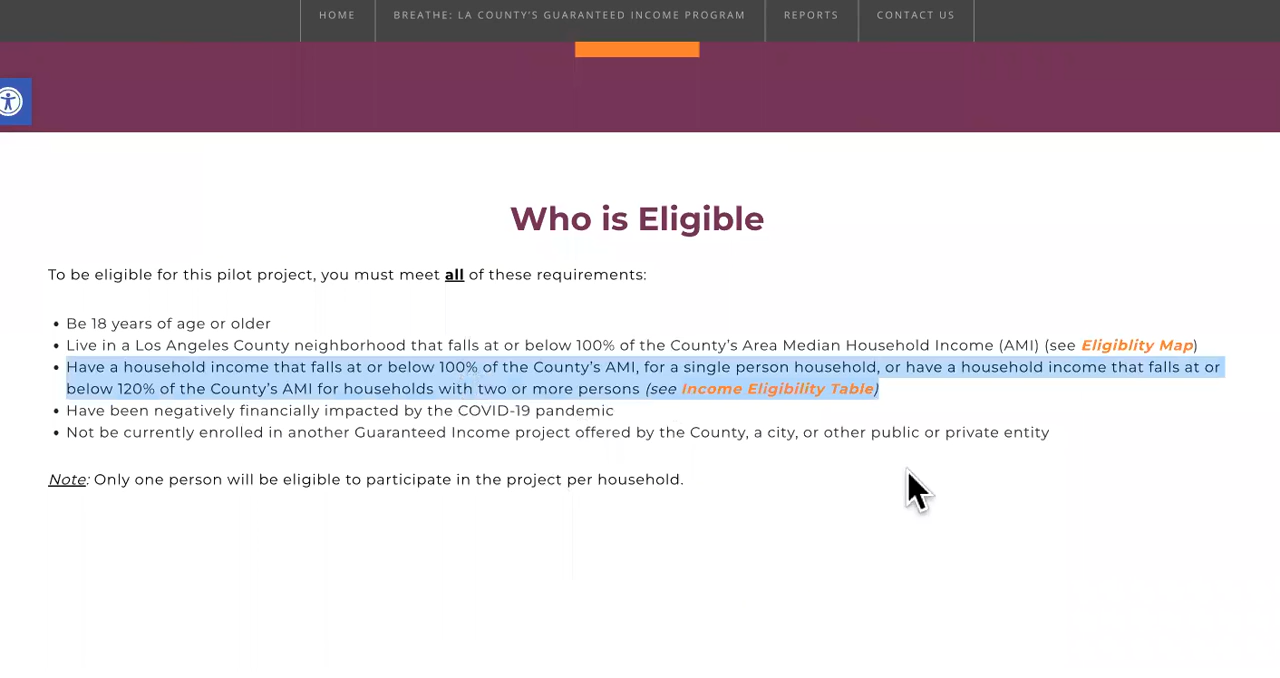 HOME BREATHE: LA COUNTY'S GUARANTEED INCOME PROGRAM REPORTS CONTACT US
Who is Eligible
To be eligible for this pilot project, you must meet all of these requirements:
• Be 18 years of age or older
• Live in a Los Angeles County neighborhood that falls at or below 100% of the County's Area Median Household Income (AMI) (see Eligiblity Map)
• Have a household income that falls at or below 100% of the County's AMI, for a single person household, or have a household income that falls at or
below 120% of the County's AMI for households with two or more persons (see Income Eligibility Table)
• Have been negatively financially impacted by the COVID-19 pandemic
• Not be currently enrolled in another Guaranteed Income project offered by the County, a city, or other public or private entity
Note: Only one person will be eligible to participate in the project per household.